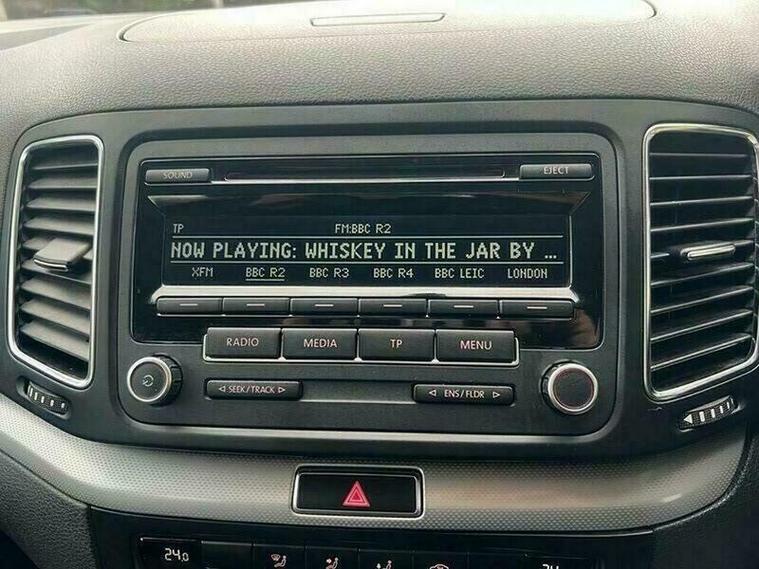 SOUND
EJECT
TP FM:BBC R2
NOW PLAYING: WHISKEY IN THE JAR BY ...
XFM BBC R2 BBC R3 BBC R4 BBC LEIC LONDON
RADIO MEDIA TP MENU
SEEK/TRACK
ENS/FLDR
24.0
24